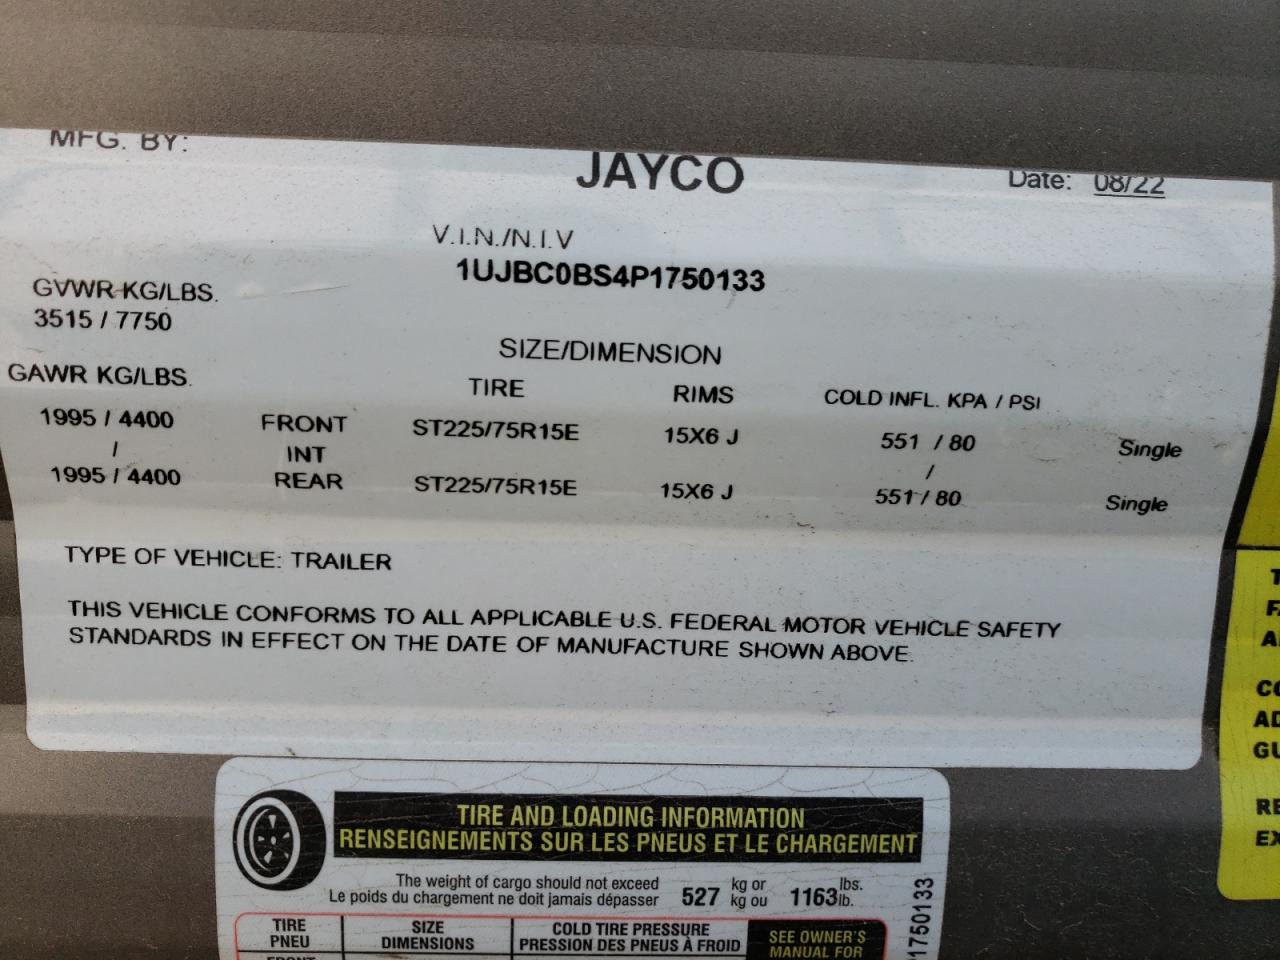 MFG. BY:
JAYCO
Date: 08/22
V.I.N./N.I.V
1UJBC0BS4P1750133
GVWR KG/LBS.
3515 / 7750
SIZE/DIMENSION
GAWR KG/LBS. TIRE RIMS COLD INFL. KPA / PSI
1995 / 4400 FRONT ST225/75R15E 15X6 J 551 / 80 Single
/ INT /
1995 / 4400 REAR ST225/75R15E 15X6 J 551 / 80 Single
TYPE OF VEHICLE: TRAILER
THIS VEHICLE CONFORMS TO ALL APPLICABLE U.S. FEDERAL MOTOR VEHICLE SAFETY
STANDARDS IN EFFECT ON THE DATE OF MANUFACTURE SHOWN ABOVE.
TIRE AND LOADING INFORMATION
RENSEIGNEMENTS SUR LES PNEUS ET LE CHARGEMENT
The weight of cargo should not exceed
Le poids du chargement ne doit jamais dépasser
527 kg or
kg ou
1163 lbs.
lb.
TIRE
PNEU
SIZE
DIMENSIONS
COLD TIRE PRESSURE
PRESSION DES PNEUS À FROID
SEE OWNER'S
MANUAL FOR
FRONT
P1750133